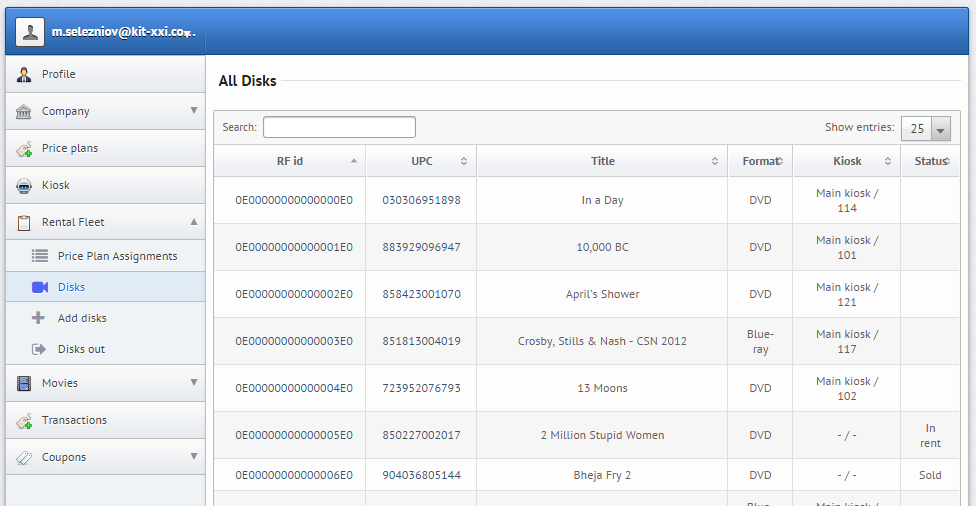 m.selezniov@kit-xxi.co...
Profile
Company
Price plans
Kiosk
Rental Fleet
Price Plan Assignments
Disks
Add disks
Disks out
Movies
Transactions
Coupons
All Disks
Search: Show entries: 25
RF id UPC Title Format Kiosk Status
0E00000000000000E0 030306951898 In a Day DVD Main kiosk /
114
0E00000000000001E0 883929096947 10,000 BC DVD Main kiosk /
101
0E00000000000002E0 858423001070 April's Shower DVD Main kiosk /
121
0E00000000000003E0 851813004019 Crosby, Stills & Nash - CSN 2012 Blue- Main kiosk /
ray 117
0E00000000000004E0 723952076793 13 Moons DVD Main kiosk /
102
0E00000000000005E0 850227002017 2 Million Stupid Women DVD - / - In
rent
0E00000000000006E0 904036805144 Bheja Fry 2 DVD - / - Sold